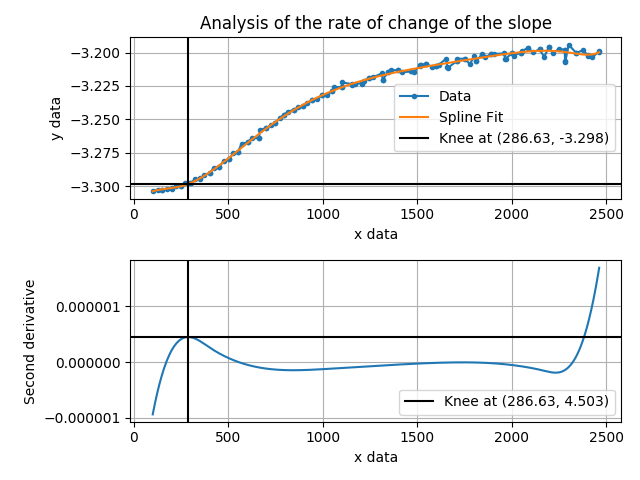 Analysis of the rate of change of the slope
y data
−3.200
−3.225
−3.250
−3.275
−3.300
Data
Spline Fit
Knee at (286.63, -3.298)
0
500
1000
1500
2000
2500
x data
Second derivative
0.000001
0.000000
−0.000001
Knee at (286.63, 4.503)
0
500
1000
1500
2000
2500
x data